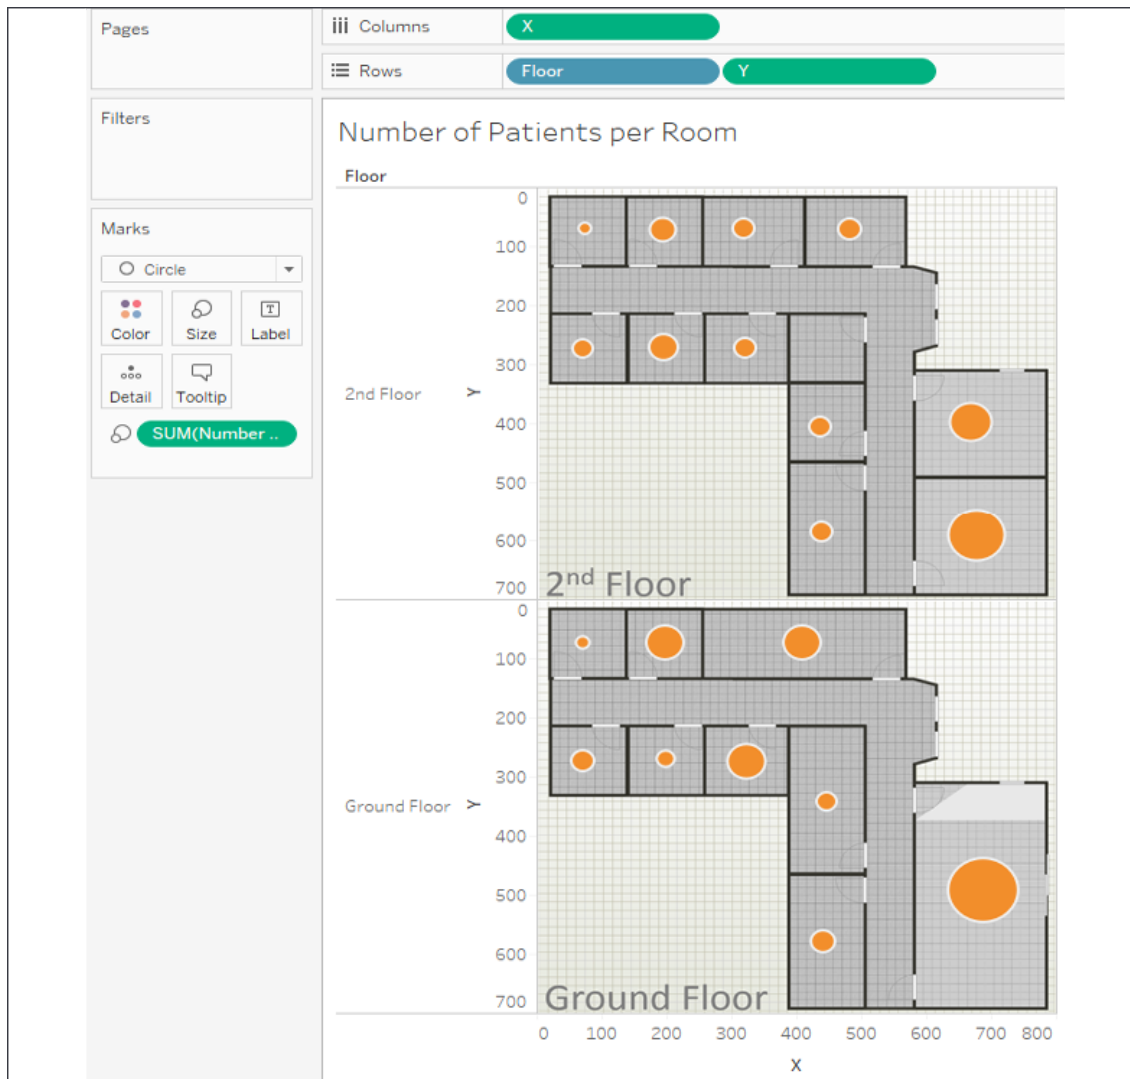 Pages
Columns
X
Rows
Floor
Y
Filters
Number of Patients per Room
Floor
Marks
Circle
Color
Size
T
Label
Detail
Tooltip
SUM(Number ..
0
100
200
300
400
500
600
700
2nd Floor
Y
2nd Floor
0
100
200
300
400
500
600
700
Ground Floor
Y
Ground Floor
0 100 200 300 400 500 600 700 800
X